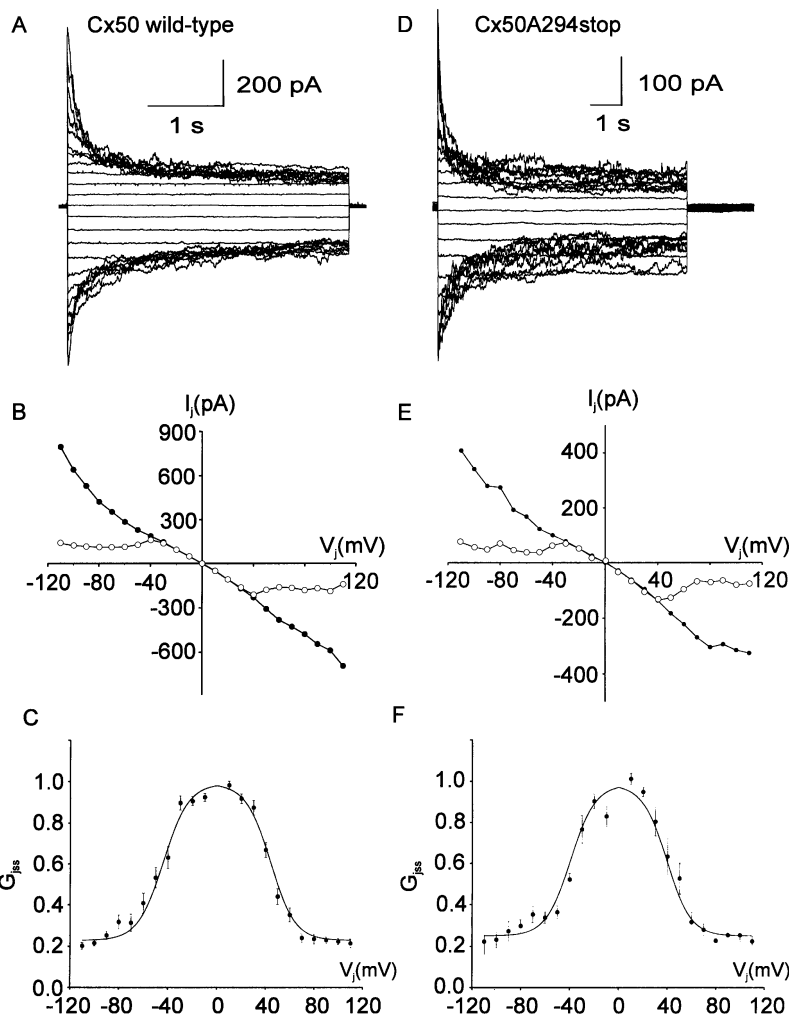 A
Cx50 wild-type
200 pA
1 s
D
Cx50A294stop
100 pA
1 s
B
Ij(pA)
900
600
300
Vj(mV)
-120 -80 -40 40 120
-300
-600
E
Ij(pA)
400
200
Vj(mV)
-120 -80 -40 40 120
-200
-400
C
1.0
0.8
0.6
0.4
0.2
0.0
Gjss
Vj(mV)
-120 -80 -40 0 40 80 120
F
1.0
0.8
0.6
0.4
0.2
0.0
Gjss
Vj(mV)
-120 -80 -40 0 40 80 120